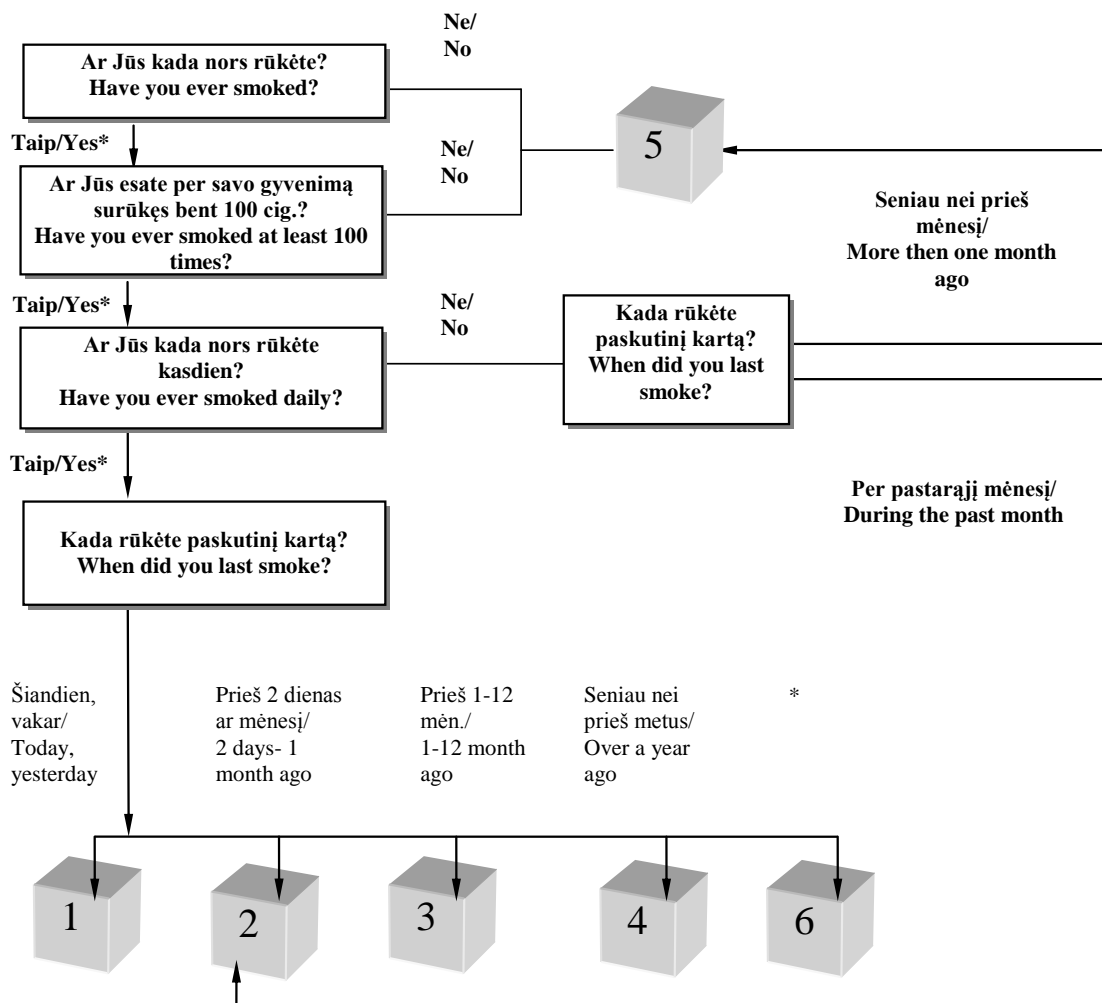 Ne/
No
Ar Jūs kada nors rūkėte?
Have you ever smoked?
Taip/Yes*
Ne/
No
5
Ar Jūs esate per savo gyvenimą
surūkęs bent 100 cig.?
Have you ever smoked at least 100
times?
Seniau nei prieš
mėnesį/
More then one month
ago
Taip/Yes*
Ne/
No
Kada rūkėte
paskutinį kartą?
When did you last
smoke?
Ar Jūs kada nors rūkėte
kasdien?
Have you ever smoked daily?
Taip/Yes*
Per pastarąjį mėnesį/
During the past month
Kada rūkėte paskutinį kartą?
When did you last smoke?
Šiandien,
vakar/
Today,
yesterday
Prieš 2 dienas
ar mėnesį/
2 days- 1
month ago
Prieš 1-12
mėn./
1-12 month
ago
Seniau nei
prieš metus/
Over a year
ago
*
1
2
3
4
6